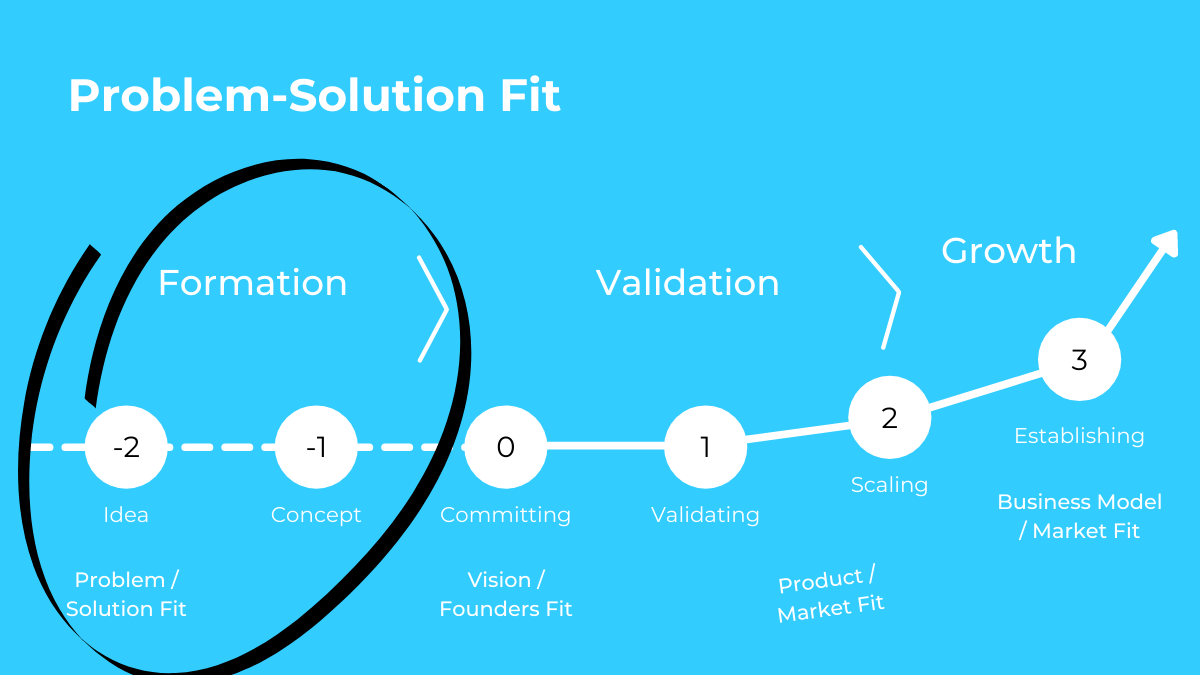 Problem-Solution Fit
Formation
Validation
Growth
-2
-1
0
1
2
3
Idea
Concept
Committing
Validating
Scaling
Establishing
Problem /
Solution Fit
Vision /
Founders Fit
Product /
Market Fit
Business Model
/ Market Fit